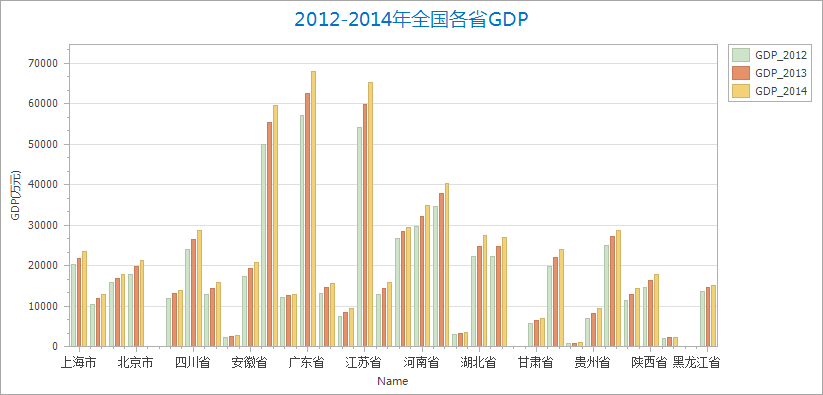 2012-2014年全国各省GDP
GDP_2012
GDP_2013
GDP_2014
GDP(万元)
70000
60000
50000
40000
30000
20000
10000
0
上海市 北京市 四川省 安徽省 广东省 江苏省 河南省 湖北省 甘肃省 贵州省 陕西省 黑龙江省
Name